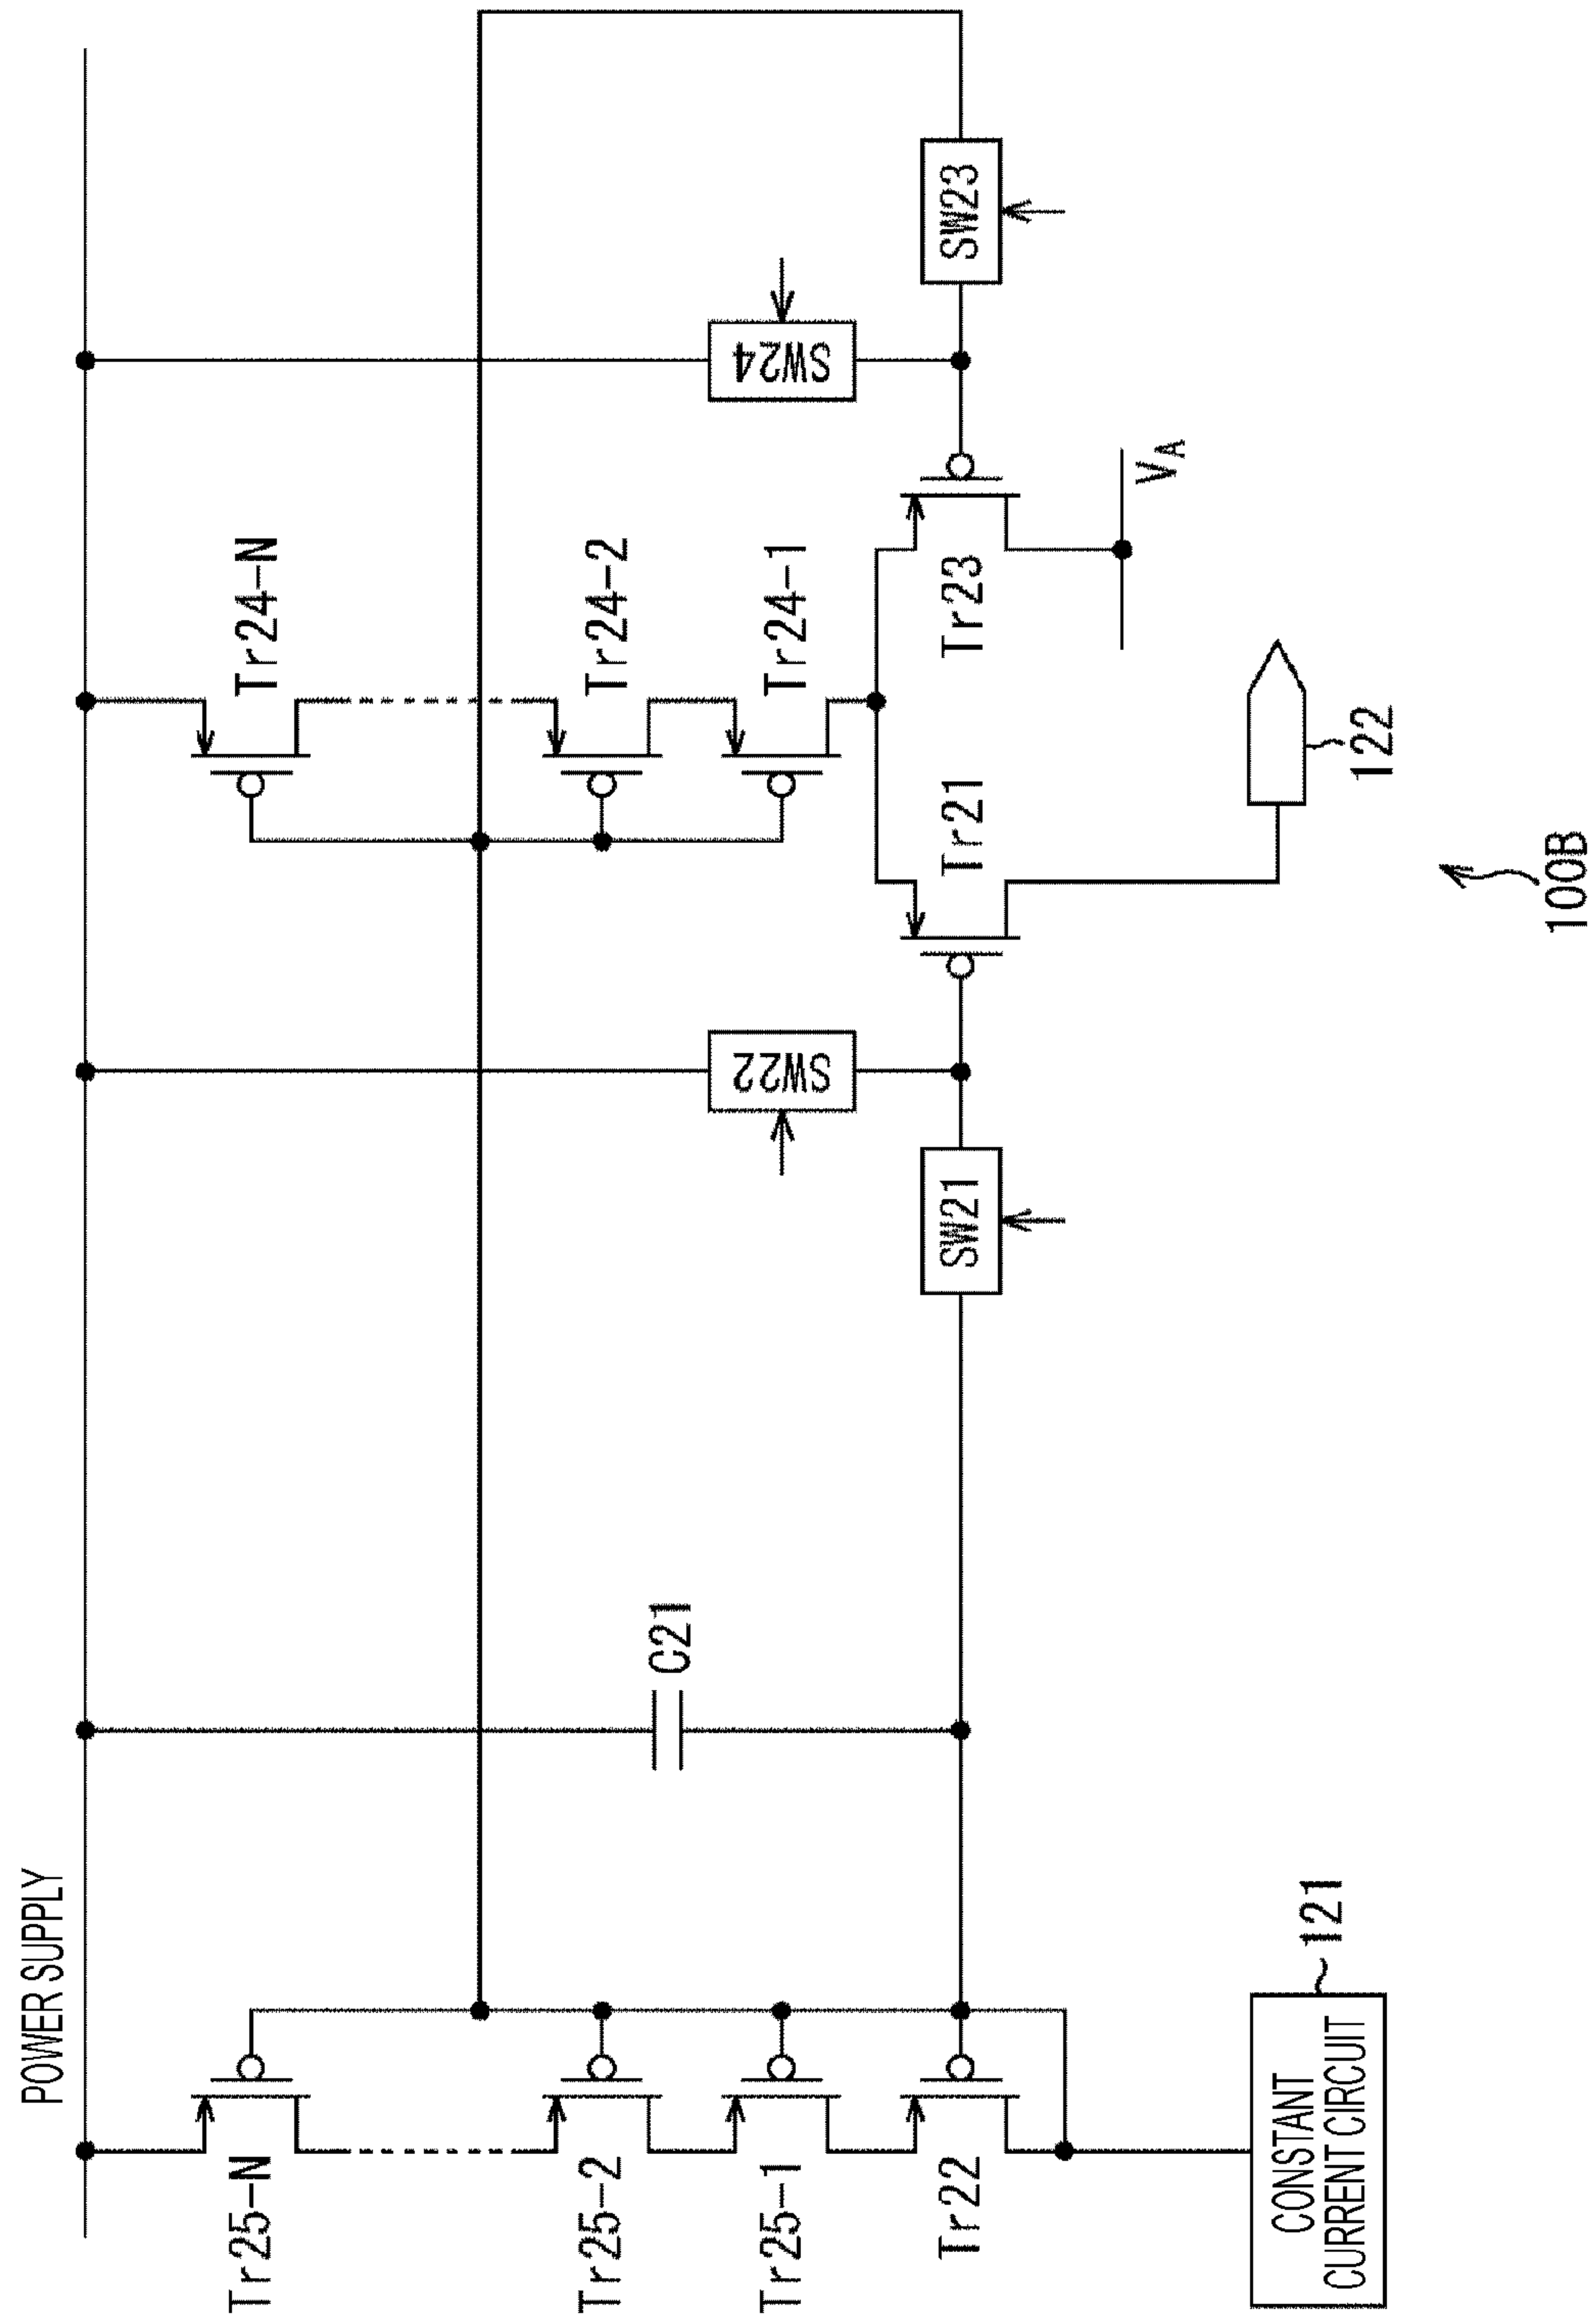 POWER SUPPLY
Tr25-N
Tr25-2
Tr25-1
Tr22
CONSTANT
CURRENT CIRCUIT
121
C21
SW21
SW22
Tr21
Tr24-N
Tr24-2
Tr24-1
Tr23
SW24
SW23
VA
122
100B